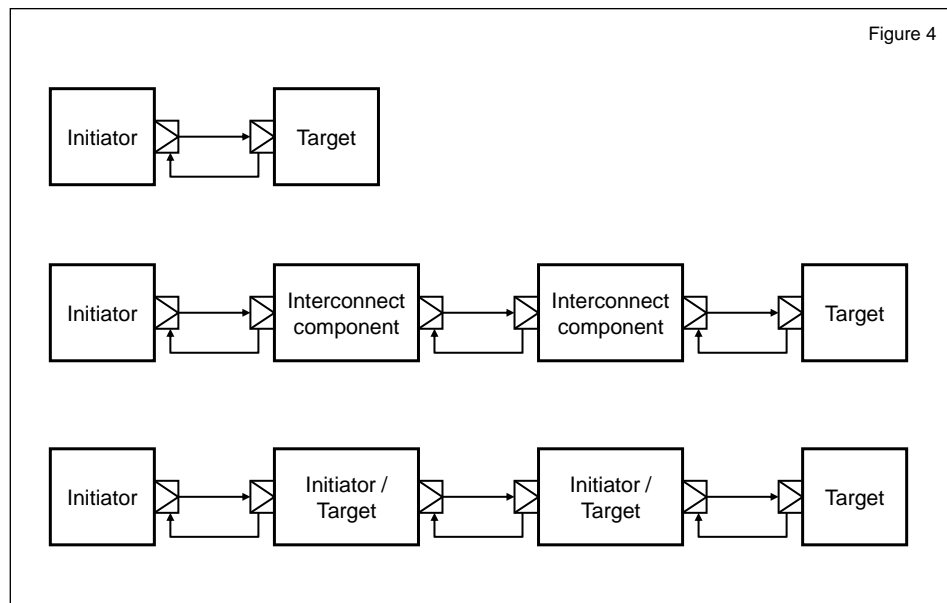 Figure 4
Initiator
Target
Initiator
Interconnect
component
Interconnect
component
Target
Initiator
Initiator /
Target
Initiator /
Target
Target